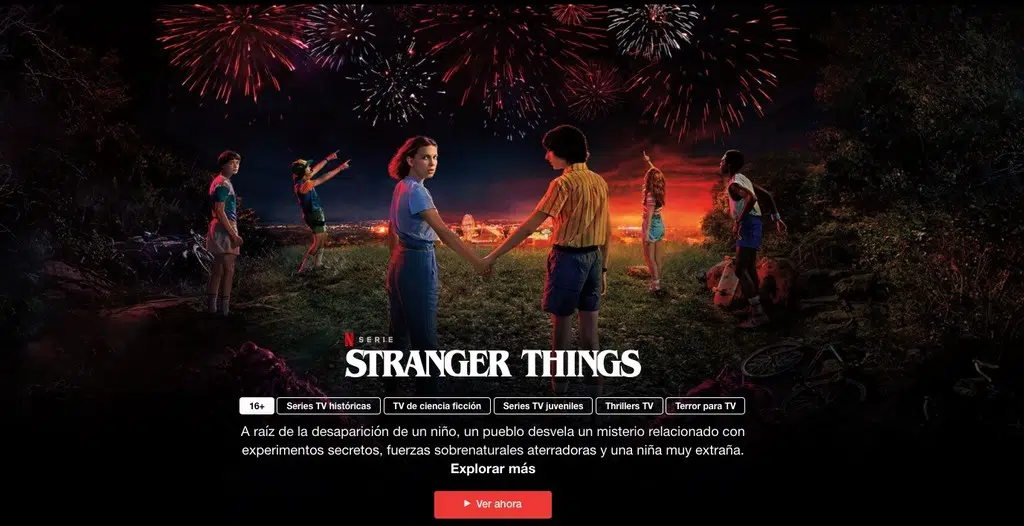 N SERIE
STRANGER THINGS
16+ Series TV históricas TV de ciencia ficción Series TV juveniles Thrillers TV Terror para TV
A raíz de la desaparición de un niño, un pueblo desvela un misterio relacionado con
experimentos secretos, fuerzas sobrenaturales aterradoras y una niña muy extraña.
Explorar más
Ver ahora